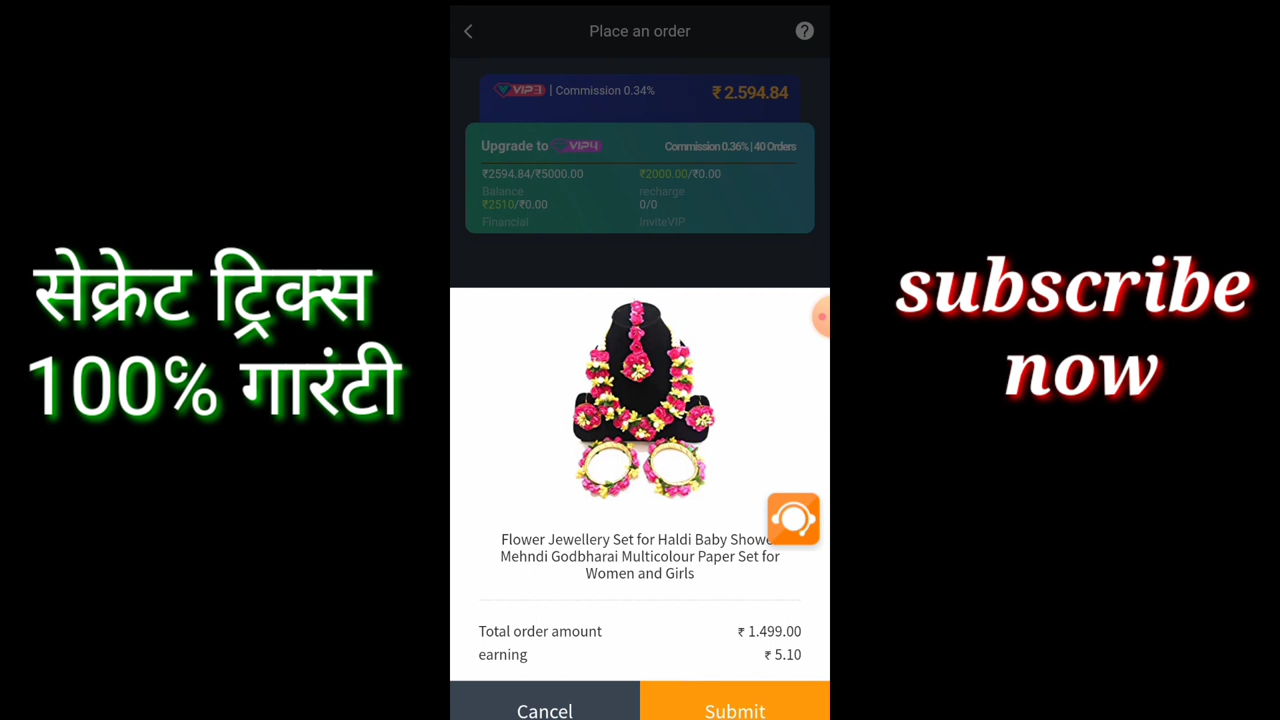 Place an order
VIP3 | Commission 0.34%
₹ 2.594.84
Upgrade to VIP4
Commission 0.36% | 40 Orders
₹2594.84/₹5000.00
₹2000.00/₹0.00
Balance
recharge
₹2510/₹0.00
0/0
Financial
InviteVIP
सेक्रेट ट्रिक्स
100% गारंटी
subscribe
now
Flower Jewellery Set for Haldi Baby Showe
Mehndi Godbharai Multicolour Paper Set for
Women and Girls
Total order amount
₹ 1.499.00
earning
₹ 5.10
Cancel
Submit